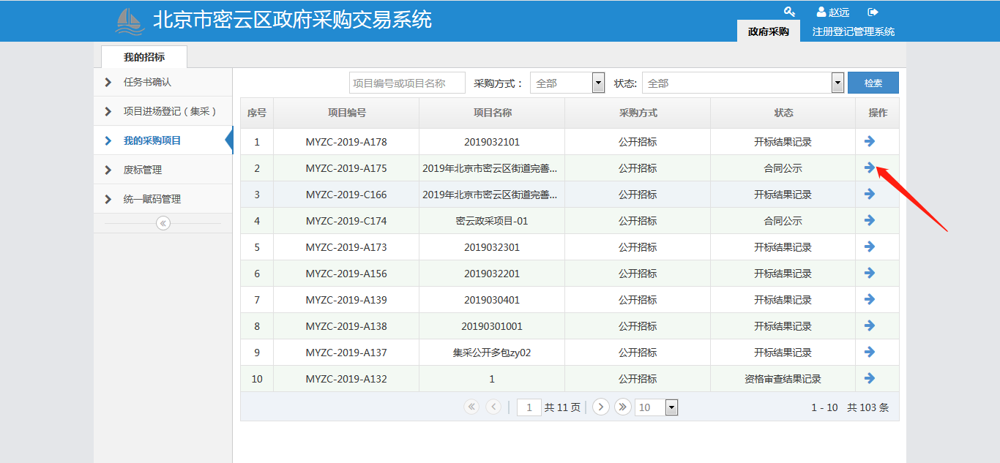 北京市密云区政府采购交易系统
赵远
政府采购 注册登记管理系统
我的招标
任务书确认
项目进场登记（集采）
我的采购项目
废标管理
统一赋码管理
项目编号或项目名称 采购方式： 全部 状态: 全部 检索
序号 项目编号 项目名称 采购方式 状态 操作
1 MYZC-2019-A178 2019032101 公开招标 开标结果记录
2 MYZC-2019-A175 2019年北京市密云区街道完善... 公开招标 合同公示
3 MYZC-2019-C166 2019年北京市密云区街道完善... 公开招标 开标结果记录
4 MYZC-2019-C174 密云政采项目-01 公开招标 合同公示
5 MYZC-2019-A173 2019032301 公开招标 开标结果记录
6 MYZC-2019-A156 2019032201 公开招标 开标结果记录
7 MYZC-2019-A139 2019030401 公开招标 开标结果记录
8 MYZC-2019-A138 20190301001 公开招标 开标结果记录
9 MYZC-2019-A137 集采公开多包zy02 公开招标 开标结果记录
10 MYZC-2019-A132 1 公开招标 资格审查结果记录
1 共 11 页 10 1 - 10 共 103 条